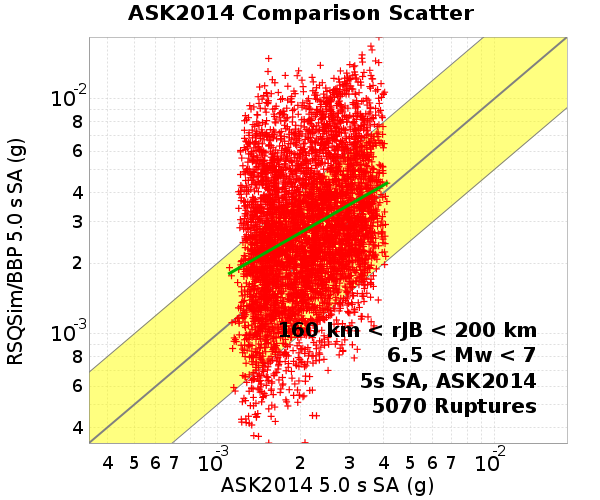 ASK2014 Comparison Scatter
RSQSim/BBP 5.0 s SA (g)
10-2
8
6
4
3
2
10-3
8
6
4
160 km < rJB < 200 km
6.5 < Mw < 7
5s SA, ASK2014
5070 Ruptures
4 5 6 7 10-3 2 3 4 5 6 7 10-2
ASK2014 5.0 s SA (g)